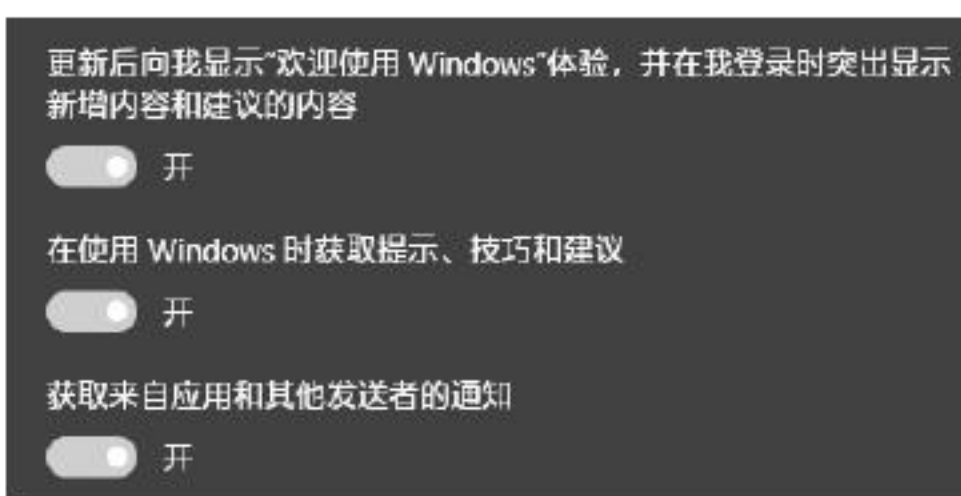 更新后向我显示"欢迎使用 Windows"体验，并在我登录时突出显示
新增内容和建议的内容
开
在使用 Windows 时获取提示、技巧和建议
开
获取来自应用和其他发送者的通知
开